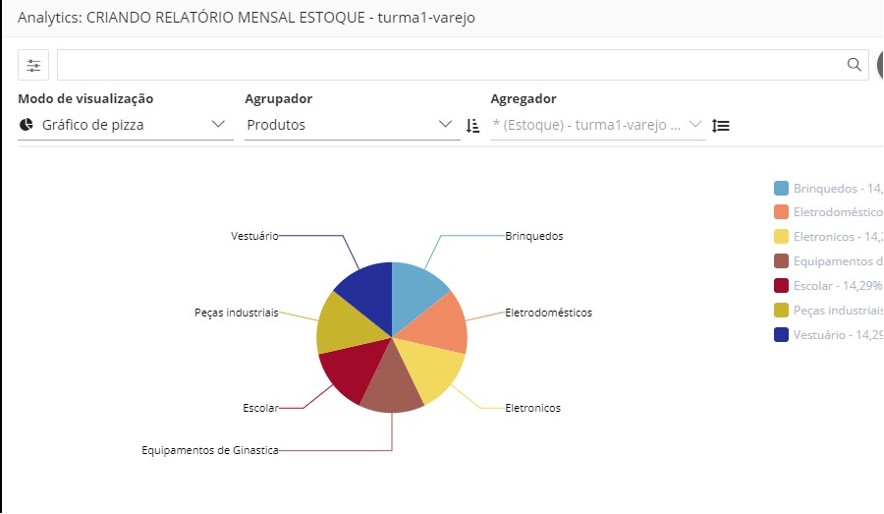 Analytics: CRIANDO RELATÓRIO MENSAL ESTOQUE - turma1-varejo
Modo de visualização
Agrupador
Agregador
Gráfico de pizza
Produtos
* (Estoque) - turma1-varejo ...
Brinquedos - 14,
Eletrodoméstico
Eletronicos - 14,2
Equipamentos d
Escolar - 14,29%
Peças industriais
Vestuário - 14,29
Vestuário
Brinquedos
Peças industriais
Eletrodomésticos
Escolar
Eletronicos
Equipamentos de Ginastica